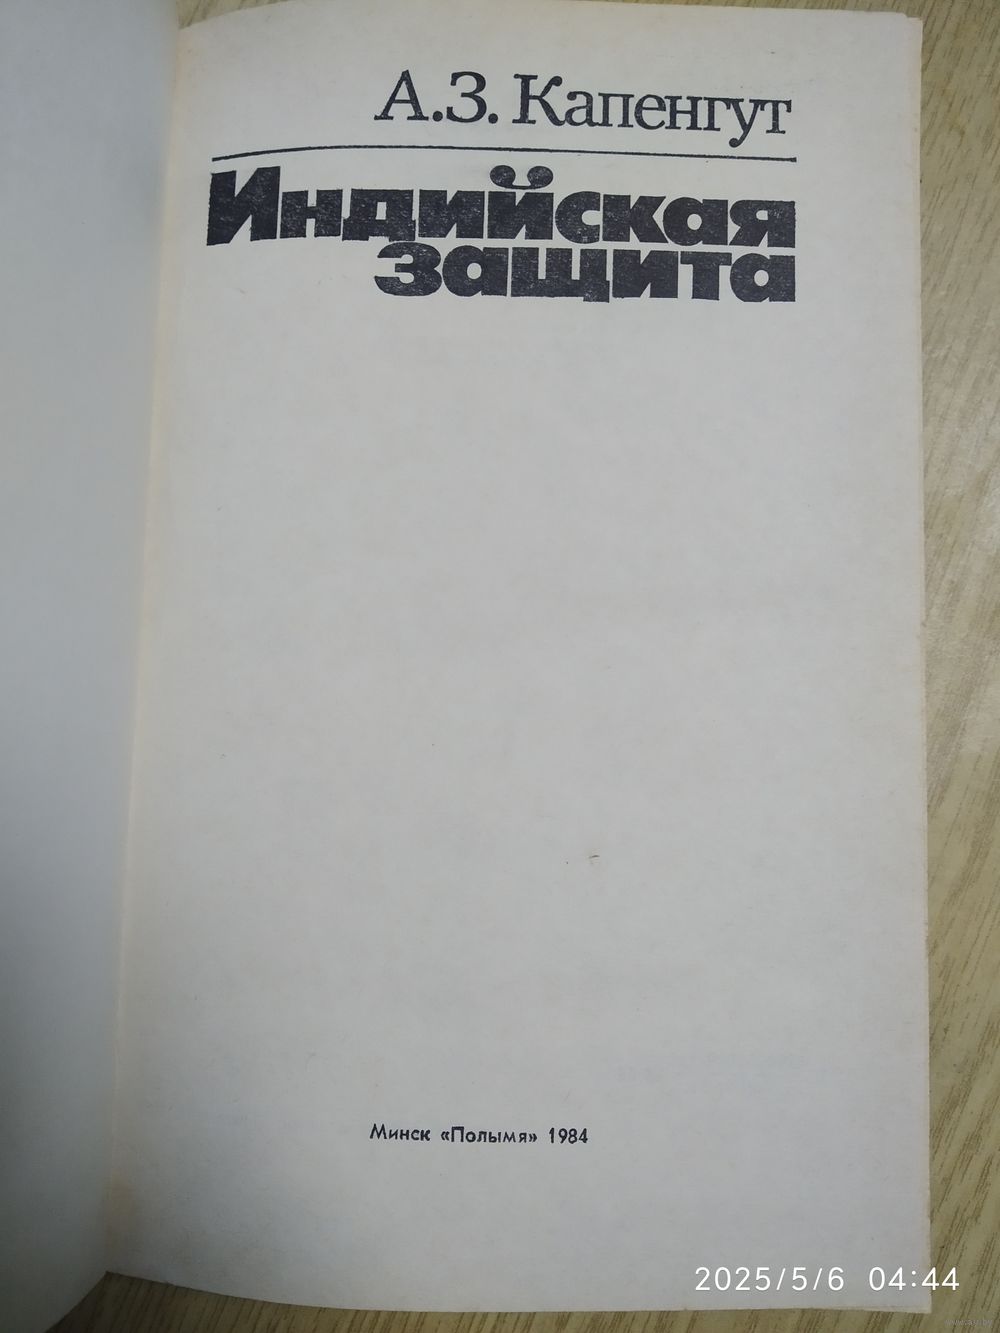 А.З. Капенгут
Индийская
защита
Минск «Полымя» 1984
2025/5/6 04:44